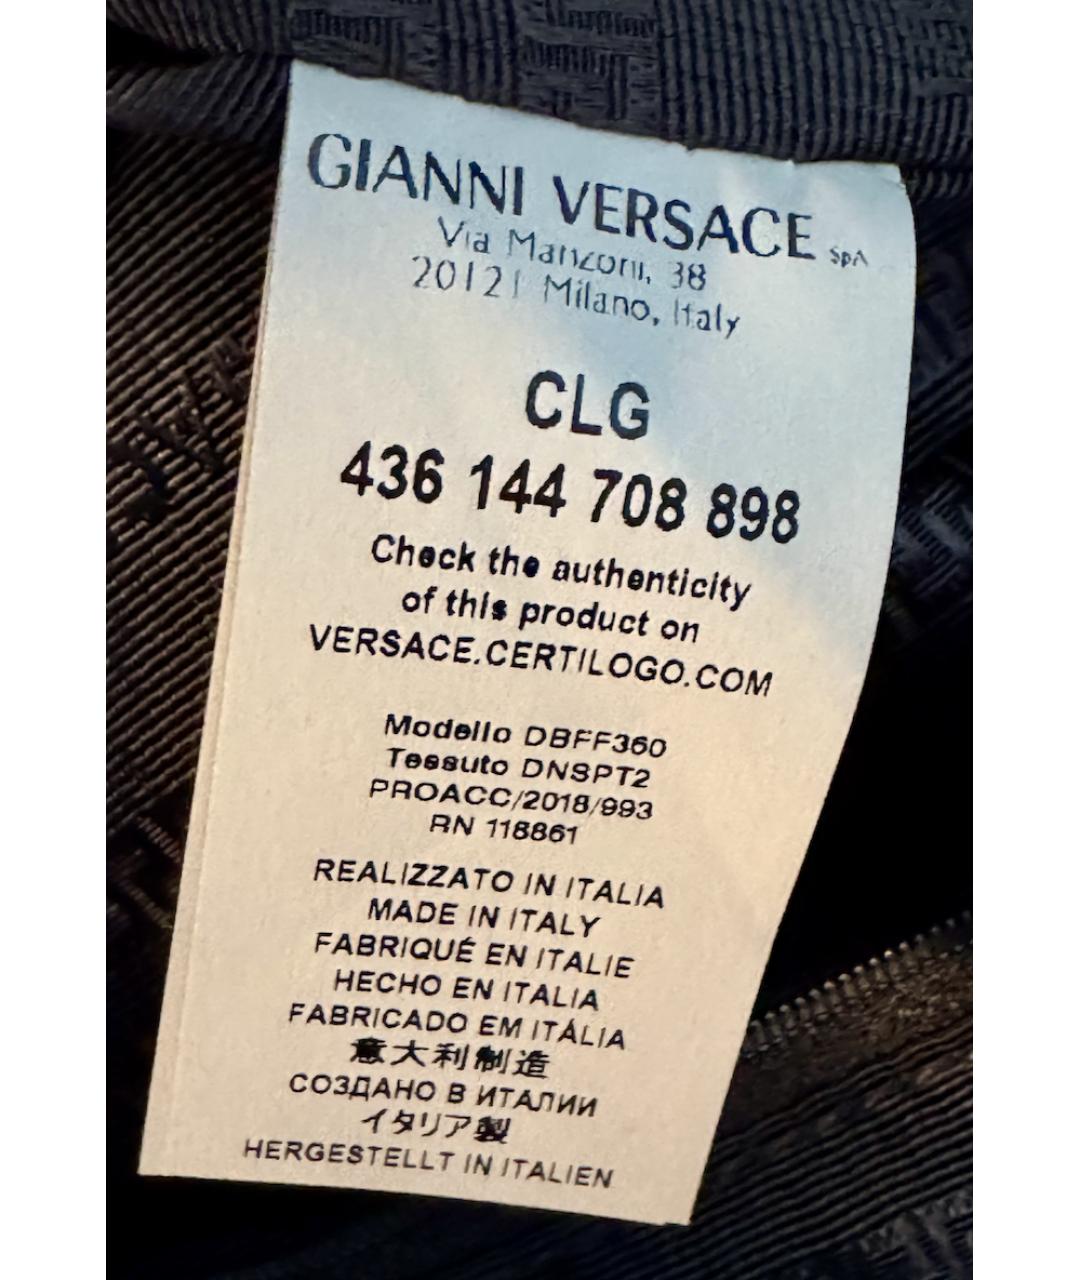 GIANNI VERSACE SpA
Via Manzoni, 38
20121 Milano, Italy
CLG
436 144 708 898
Check the authenticity
of this product on
VERSACE.CERTILOGO.COM
Modello DBFF360
Tessuto DNSPT2
PROACC/2018/993
RN 118861
REALIZZATO IN ITALIA
MADE IN ITALY
FABRIQUÉ EN ITALIE
HECHO EN ITALIA
FABRICADO EM ITÁLIA
意大利制造
СОЗДАНО В ИТАЛИИ
イタリア製
HERGESTELLT IN ITALIEN